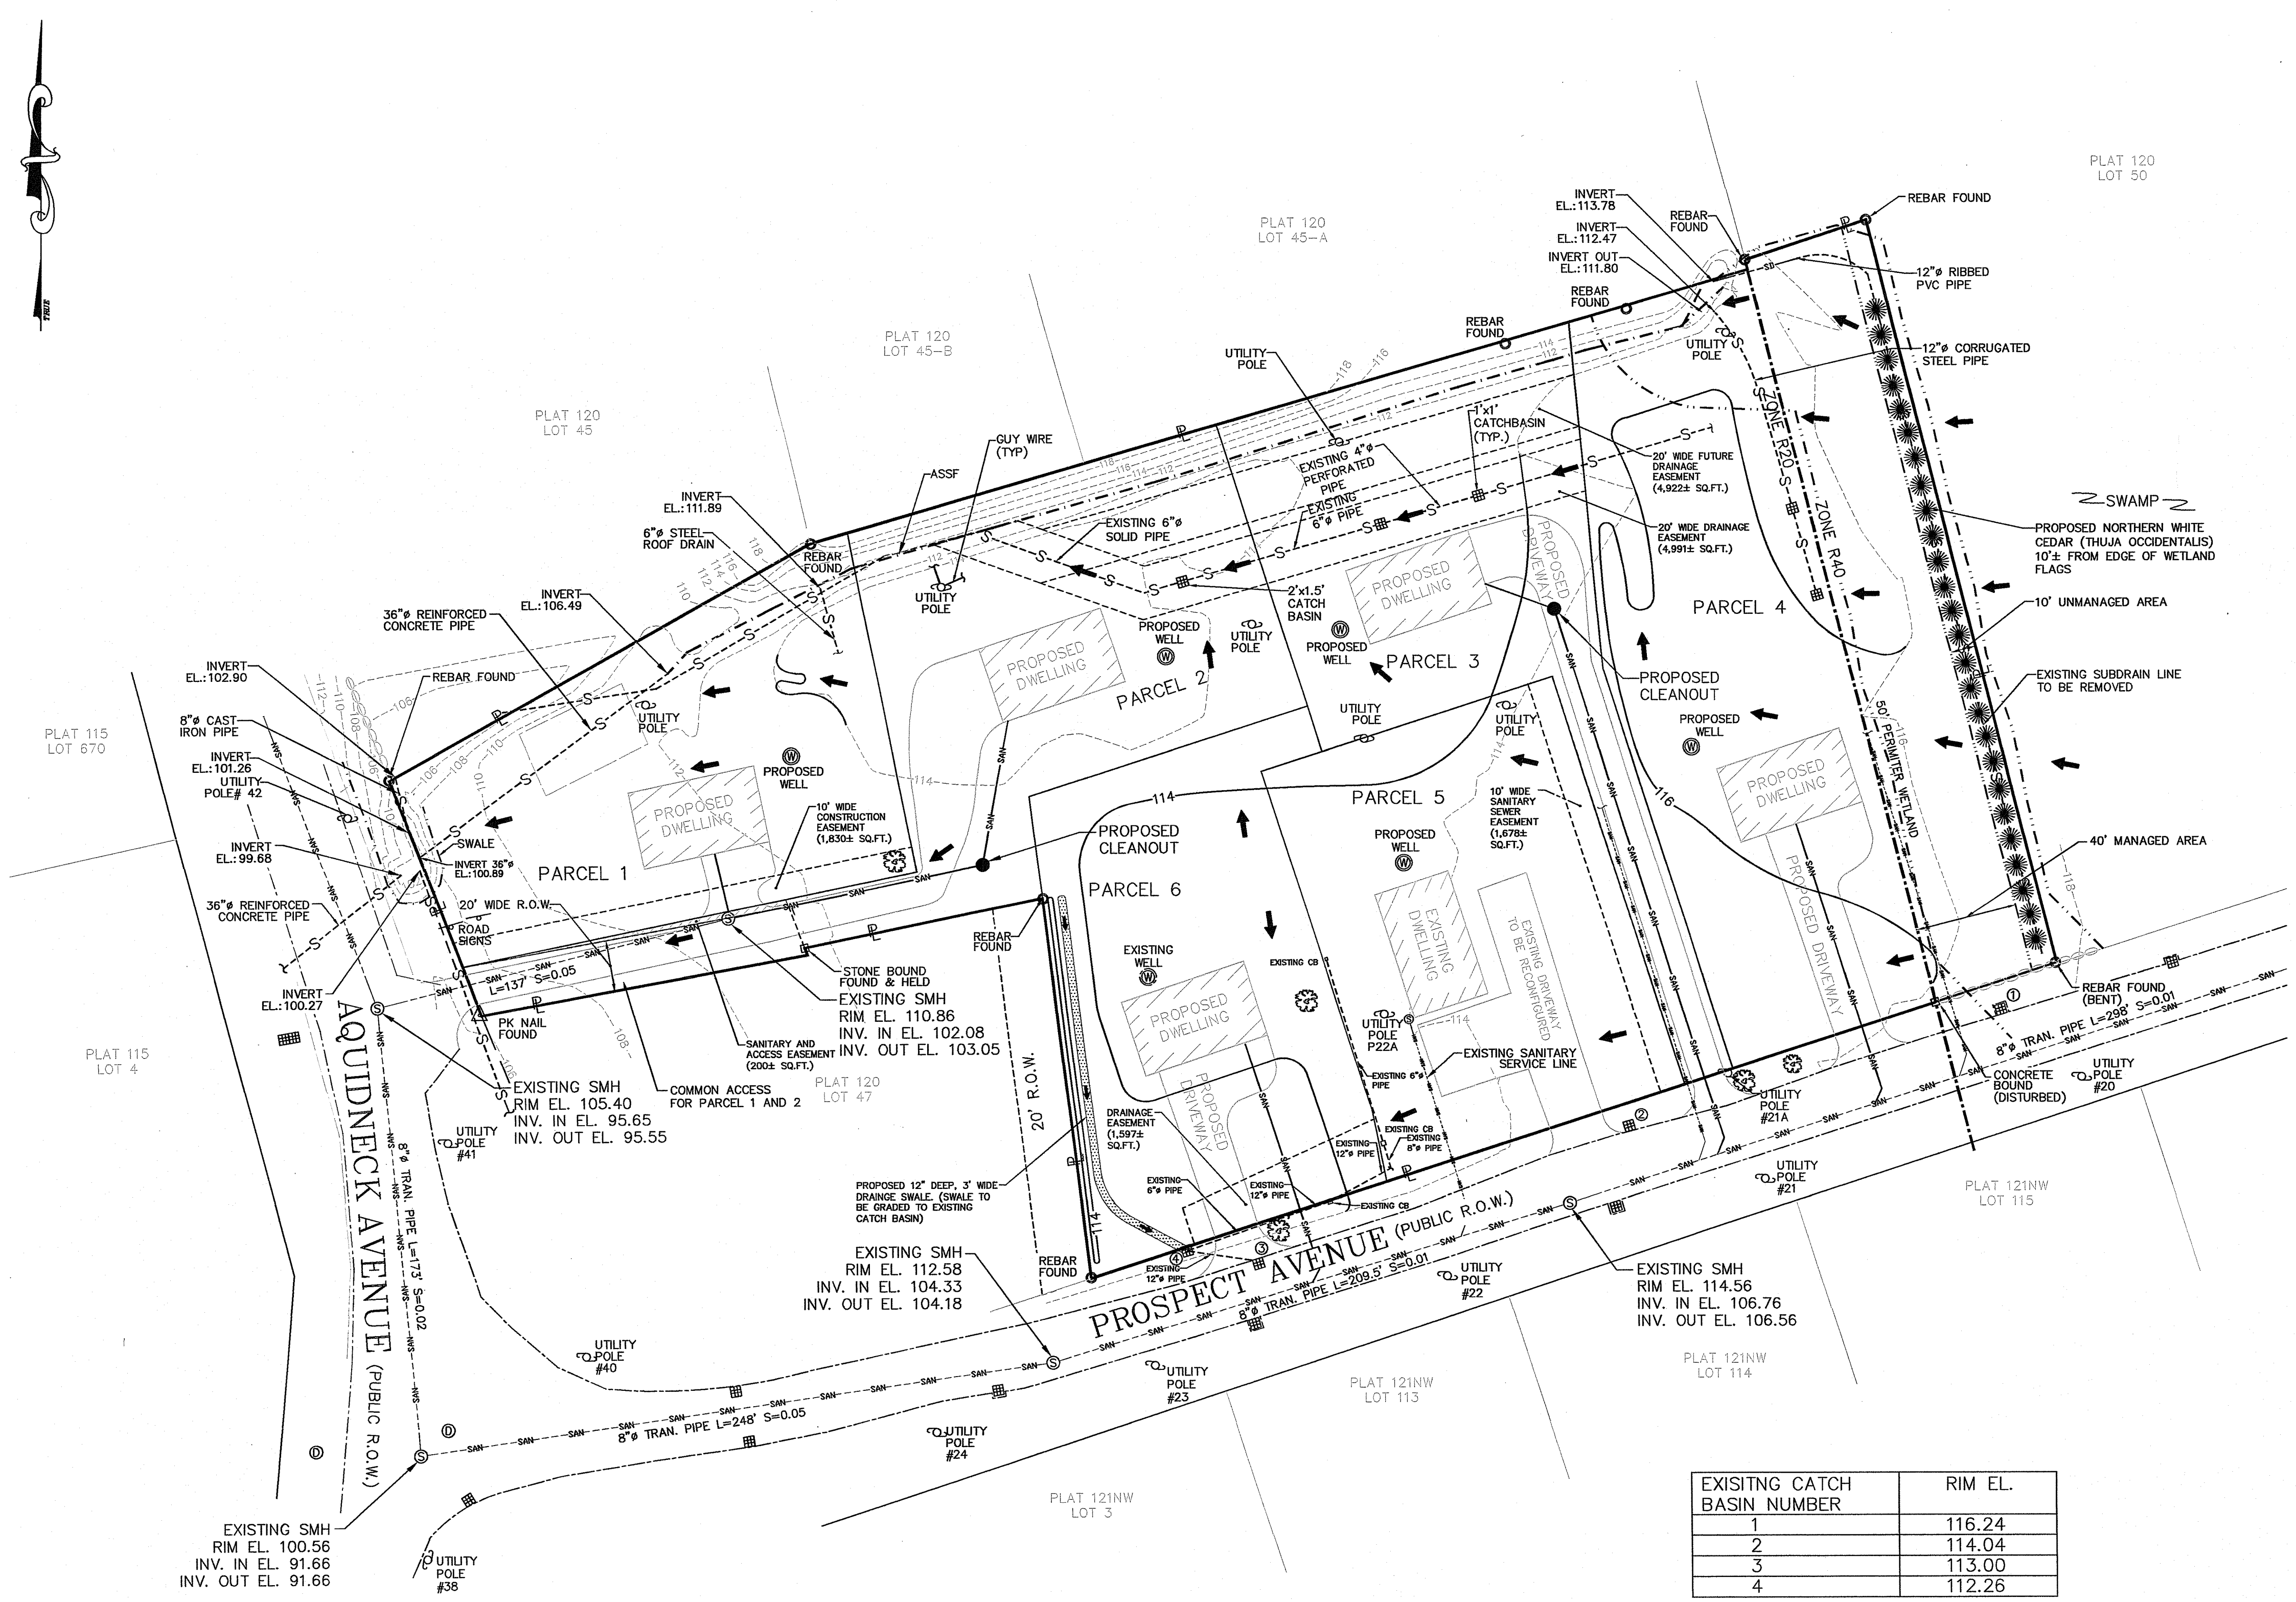 TRUE
PLAT 120
LOT 50
PLAT 120
LOT 45-A
PLAT 120
LOT 45-B
PLAT 120
LOT 45
PLAT 115
LOT 670
PLAT 115
LOT 4
INVERT
EL.:113.78
INVERT
EL.:112.47
INVERT OUT
EL.:111.80
REBAR
FOUND
REBAR
FOUND
REBAR
FOUND
REBAR FOUND
SD
12"ø RIBBED
PVC PIPE
12"ø CORRUGATED
STEEL PIPE
UTILITY
POLE
UTILITY
POLE
1'x1'
CATCHBASIN
(TYP.)
20' WIDE FUTURE
DRAINAGE
EASEMENT
(4,922± SQ.FT.)
20' WIDE DRAINAGE
EASEMENT
(4,991± SQ.FT.)
EXISTING 4"ø
PERFORATED
PIPE
EXISTING
6"ø PIPE
GUY WIRE
(TYP)
ASSF
EXISTING 6"ø
SOLID PIPE
INVERT
EL.:111.89
6"ø STEEL
ROOF DRAIN
REBAR
FOUND
INVERT
EL.:106.49
36"ø REINFORCED
CONCRETE PIPE
INVERT
EL.:102.90
REBAR FOUND
8"ø CAST
IRON PIPE
INVERT
EL.:101.26
UTILITY
POLE# 42
INVERT
EL.:99.68
SWALE
INVERT 36"ø
EL.:100.89
36"ø REINFORCED
CONCRETE PIPE
INVERT
EL.:100.27
ROAD
SIGNS
20' WIDE R.O.W.
L=137' S=0.05
PK NAIL
FOUND
UTILITY
POLE
UTILITY
POLE
UTILITY
POLE
UTILITY
POLE
UTILITY
POLE
2'x1.5'
CATCH
BASIN
PROPOSED
WELL
PROPOSED
WELL
PROPOSED
WELL
PROPOSED
WELL
PROPOSED
WELL
EXISTING
WELL
PROPOSED
DWELLING
PROPOSED
DWELLING
PROPOSED
DWELLING
PROPOSED
DWELLING
PROPOSED
DWELLING
EXISTING
DWELLING
PROPOSED
DRIVEWAY
PROPOSED
DRIVEWAY
PROPOSED DRIVEWAY
EXISTING DRIVEWAY
TO BE RECONFIGURED
PARCEL 1
PARCEL 2
PARCEL 3
PARCEL 4
PARCEL 5
PARCEL 6
ZONE R20
ZONE R40
50' PERIMITER WETLAND
SWAMP
PROPOSED NORTHERN WHITE
CEDAR (THUJA OCCIDENTALIS)
10'± FROM EDGE OF WETLAND
FLAGS
10' UNMANAGED AREA
EXISTING SUBDRAIN LINE
TO BE REMOVED
40' MANAGED AREA
PROPOSED
CLEANOUT
PROPOSED
CLEANOUT
10' WIDE
CONSTRUCTION
EASEMENT
(1,830± SQ.FT.)
10' WIDE
SANITARY
SEWER
EASEMENT
(1,678±
SQ.FT.)
REBAR
FOUND
STONE BOUND
FOUND & HELD
EXISTING SMH
RIM EL. 110.86
INV. IN EL. 102.08
INV. OUT EL. 103.05
SANITARY AND
ACCESS EASEMENT
(200± SQ.FT.)
COMMON ACCESS
FOR PARCEL 1 AND 2
PLAT 120
LOT 47
EXISTING SMH
RIM EL. 105.40
INV. IN EL. 95.65
INV. OUT EL. 95.55
UTILITY
POLE
#41
AQUIDNECK AVENUE (PUBLIC R.O.W.)
8"ø TRAN. PIPE L=173' S=0.02
20' R.O.W.
114
114
116
DRAINAGE
EASEMENT
(1,597±
SQ.FT.)
PROPOSED 12" DEEP, 3' WIDE
DRAINGE SWALE. (SWALE TO
BE GRADED TO EXISTING
CATCH BASIN)
EXISTING CB
UTILITY
POLE
P22A
EXISTING SANITARY
SERVICE LINE
EXISTING 6"ø
PIPE
EXISTING CB
EXISTING
8"ø PIPE
EXISTING
12"ø PIPE
EXISTING
6"ø PIPE
EXISTING
12"ø PIPE
EXISTING CB
EXISTING
12"ø PIPE
REBAR FOUND
(BENT)
CONCRETE
BOUND
(DISTURBED)
UTILITY
POLE
#20
UTILITY
POLE
#21A
UTILITY
POLE
#21
UTILITY
POLE
#22
UTILITY
POLE
#23
UTILITY
POLE
#24
UTILITY
POLE
#40
UTILITY
POLE
#38
1
2
3
4
8"ø TRAN. PIPE L=298' S=0.01
PROSPECT AVENUE (PUBLIC R.O.W.)
8"ø TRAN. PIPE L=209.5' S=0.01
8"ø TRAN. PIPE L=248' S=0.05
REBAR
FOUND
EXISTING SMH
RIM EL. 112.58
INV. IN EL. 104.33
INV. OUT EL. 104.18
EXISTING SMH
RIM EL. 114.56
INV. IN EL. 106.76
INV. OUT EL. 106.56
EXISTING SMH
RIM EL. 100.56
INV. IN EL. 91.66
INV. OUT EL. 91.66
PLAT 121NW
LOT 115
PLAT 121NW
LOT 114
PLAT 121NW
LOT 113
PLAT 121NW
LOT 3
EXISITNG CATCH
BASIN NUMBER
RIM EL.
1 116.24
2 114.04
3 113.00
4 112.26